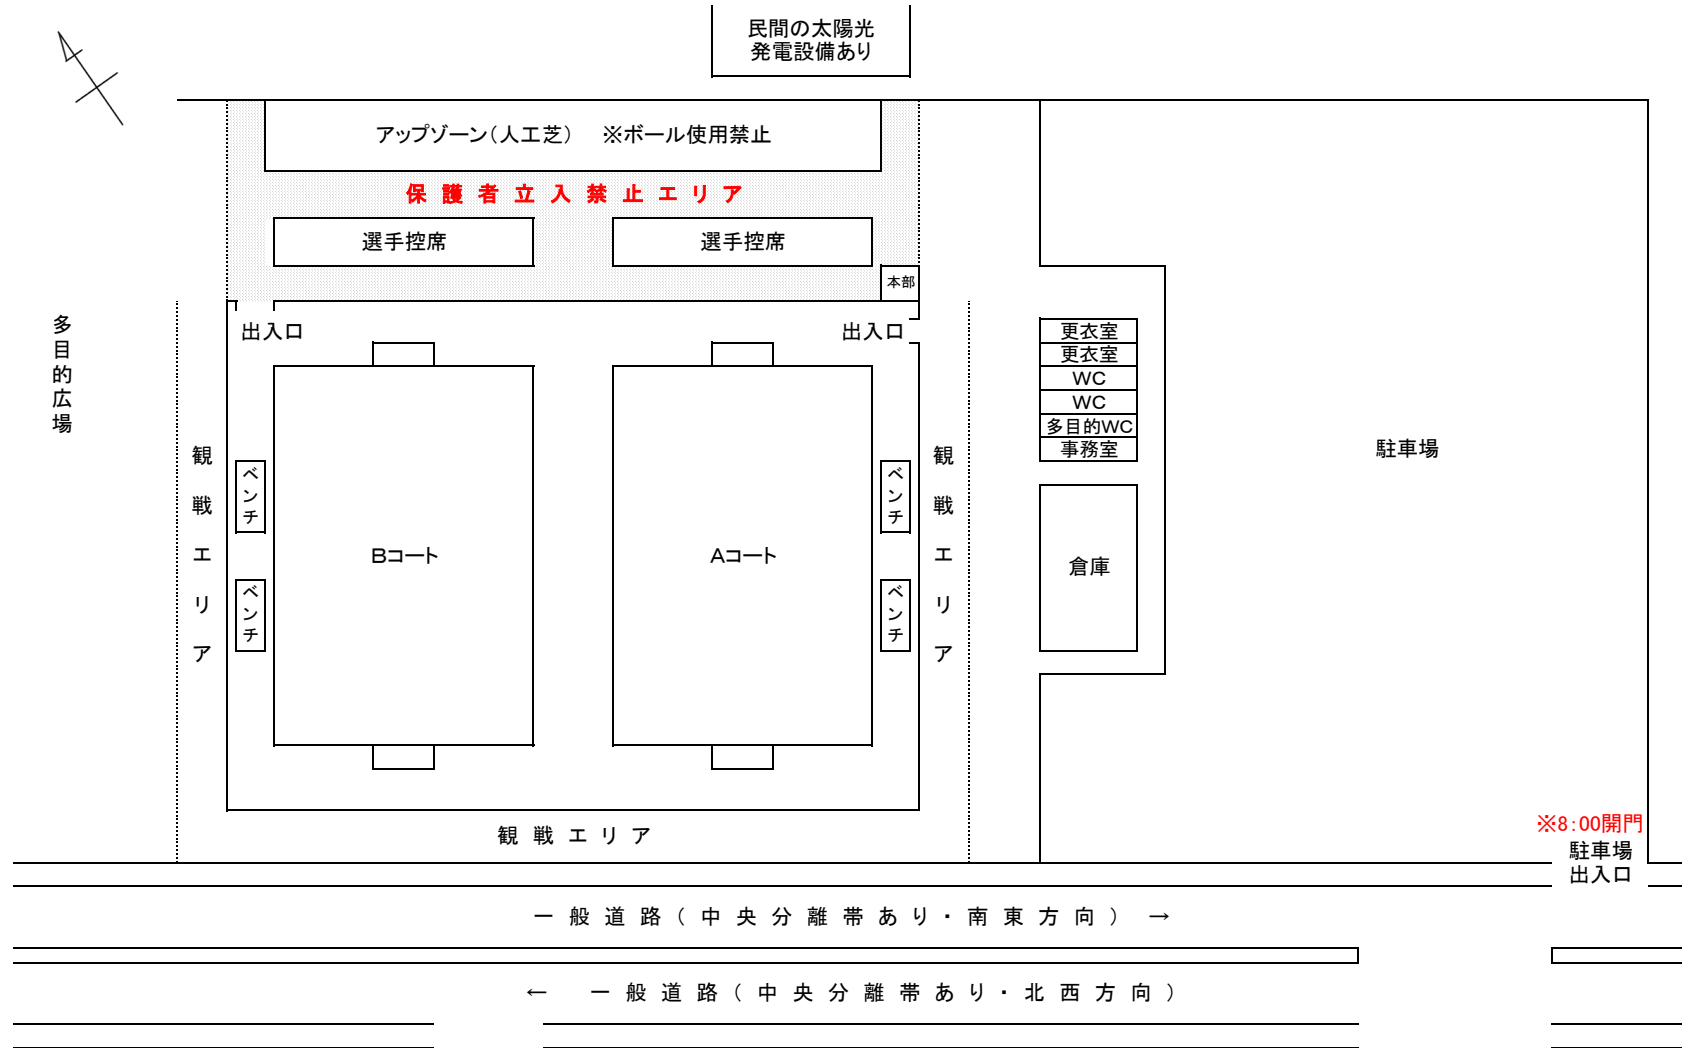 民間の太陽光
発電設備あり
アップゾーン（人工芝）　※ボール使用禁止
保護者立入禁止エリア
選手控席
選手控席
本部
出入口
出入口
多目的広場
更衣室
更衣室
WC
WC
多目的WC
事務室
駐車場
観戦エリア
ベンチ
ベンチ
Bコート
Aコート
ベンチ
ベンチ
観戦エリア
倉庫
観戦エリア
※8:00開門
駐車場
出入口
一般道路（中央分離帯あり・南東方向）　→
←　一般道路（中央分離帯あり・北西方向）